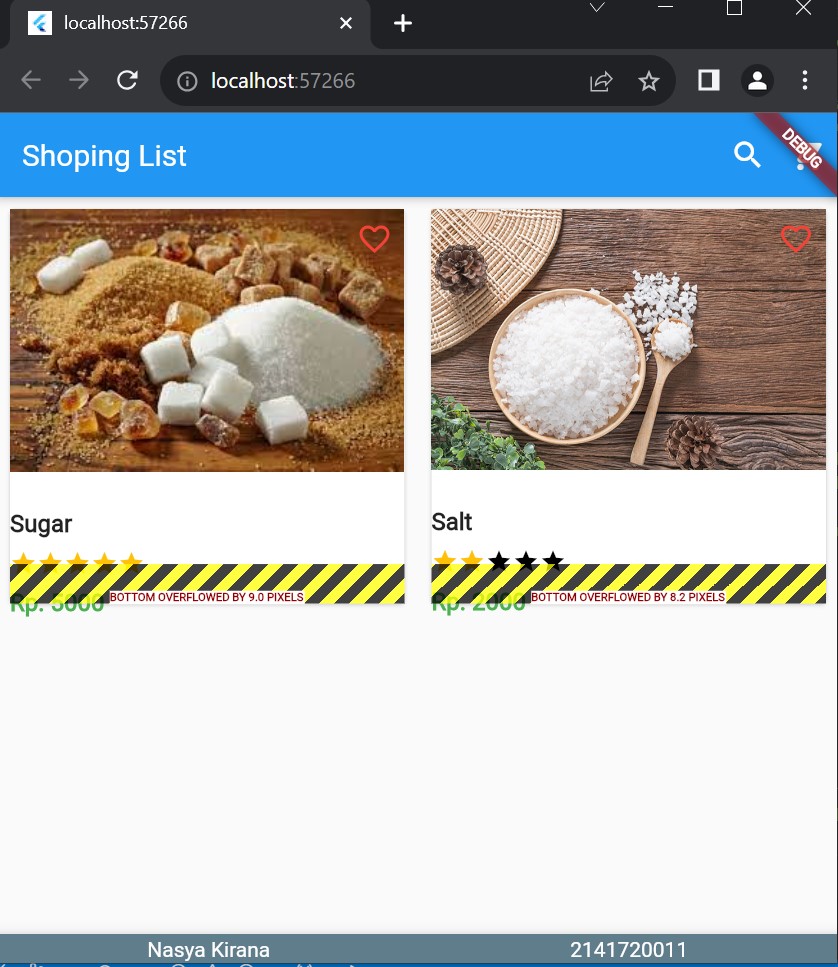 localhost:57266
localhost:57266
Shoping List
DEBUG
Sugar
Salt
Rp. 5000
BOTTOM OVERFLOWED BY 9.0 PIXELS
Rp. 2000
BOTTOM OVERFLOWED BY 8.2 PIXELS
Nasya Kirana
2141720011